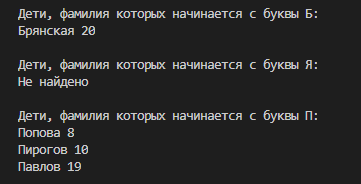 Дети, фамилия которых начинается с буквы Б:
Брянская 20
Дети, фамилия которых начинается с буквы Я:
Не найдено
Дети, фамилия которых начинается с буквы П:
Попова 8
Пирогов 10
Павлов 19